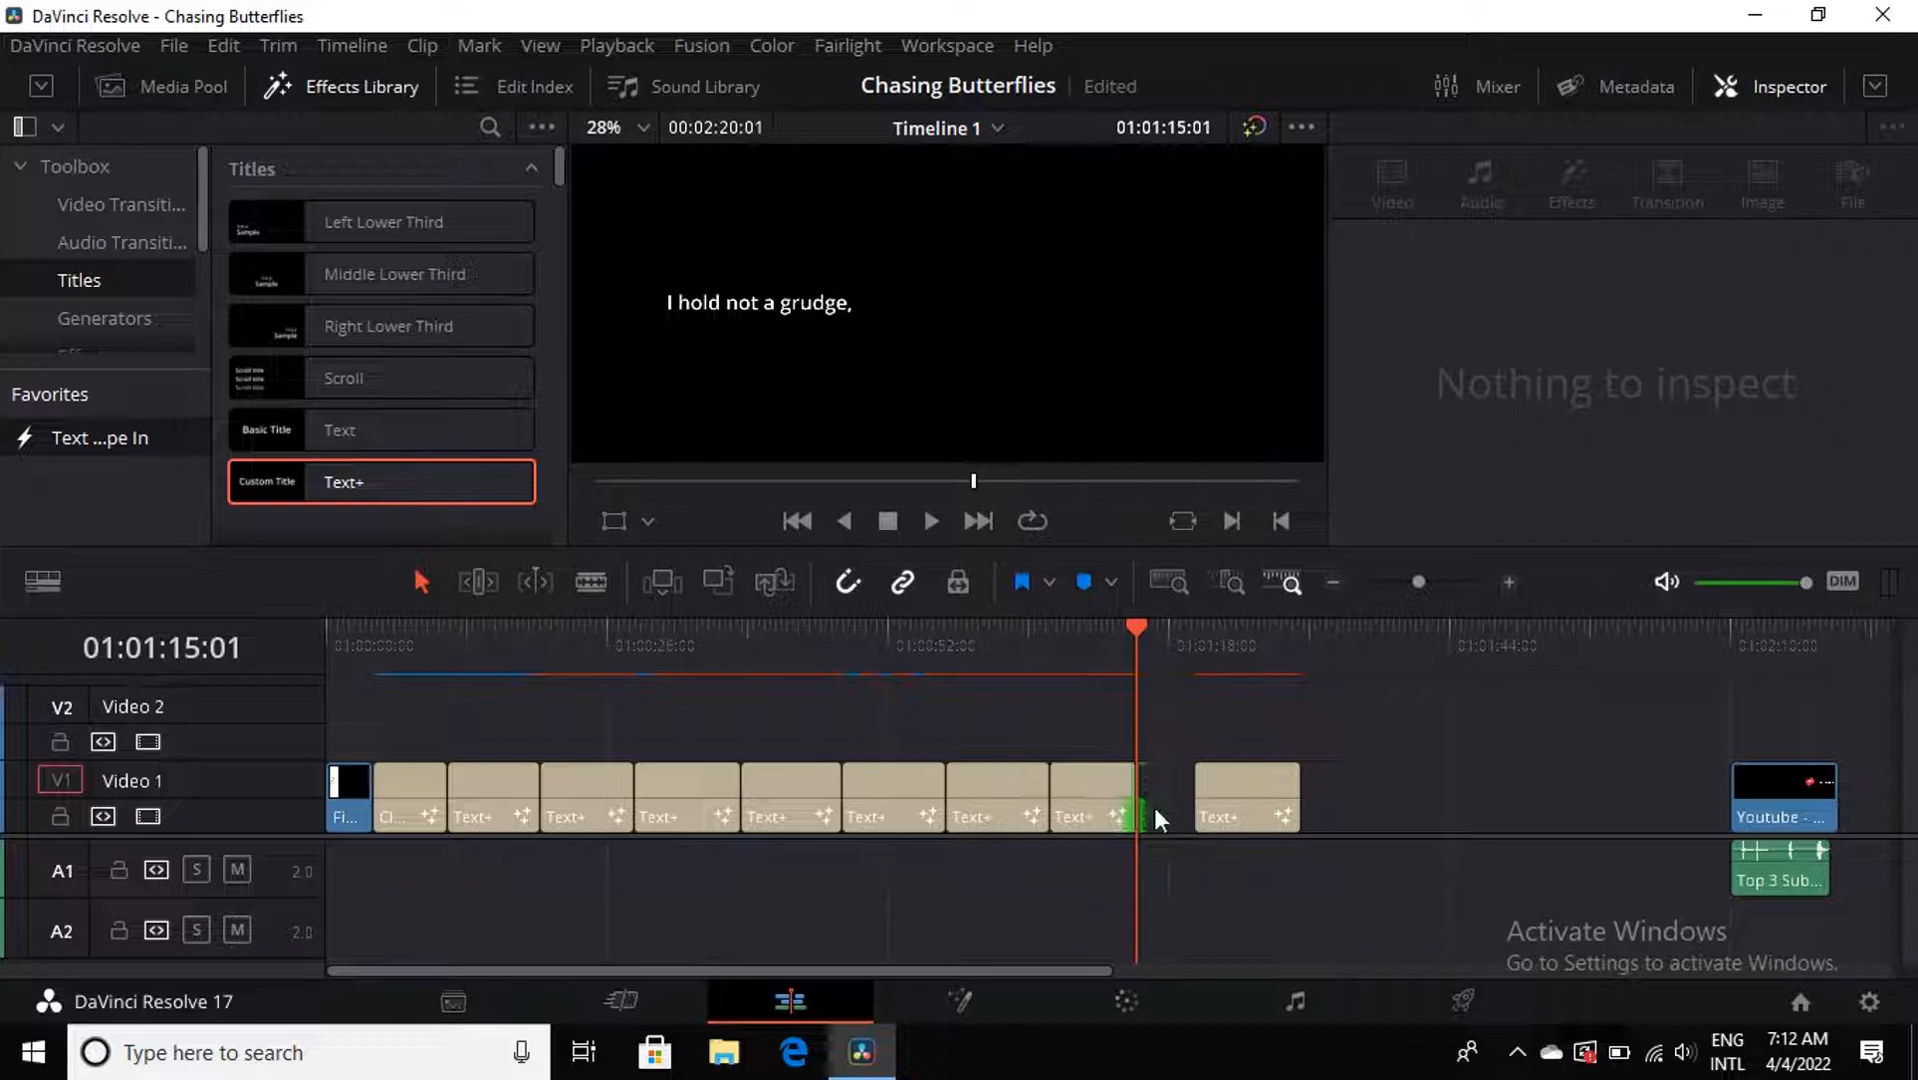 DaVinci Resolve - Chasing Butterflies
DaVinci Resolve File Edit Trim Timeline Clip Mark View Playback Fusion Color Fairlight Workspace Help
Media Pool Effects Library Edit Index Sound Library Chasing Butterflies Edited Mixer Metadata Inspector
28% 00:02:20:01 Timeline 1 01:01:15:01
Toolbox
Video Transiti...
Audio Transiti...
Titles
Generators
Favorites
Text ...pe In
Titles
Left Lower Third
Middle Lower Third
Right Lower Third
Scroll
Basic Title Text
Custom Title Text+
I hold not a grudge,
Video Audio Effects Transition Image File
Nothing to inspect
DIM
01:01:15:01 01:00:00:00 01:00:26:00 01:00:52:00 01:01:18:00 01:01:44:00 01:02:10:00
V2 Video 2
V1 Video 1
Fi... Cl... Text+ Text+ Text+ Text+ Text+ Text+ Text+ Text+ Youtube - ...
A1 S M 2.0 Top 3 Sub...
A2 S M 2.0
Activate Windows
Go to Settings to activate Windows.
DaVinci Resolve 17
Type here to search
ENG
INTL
7:12 AM
4/4/2022